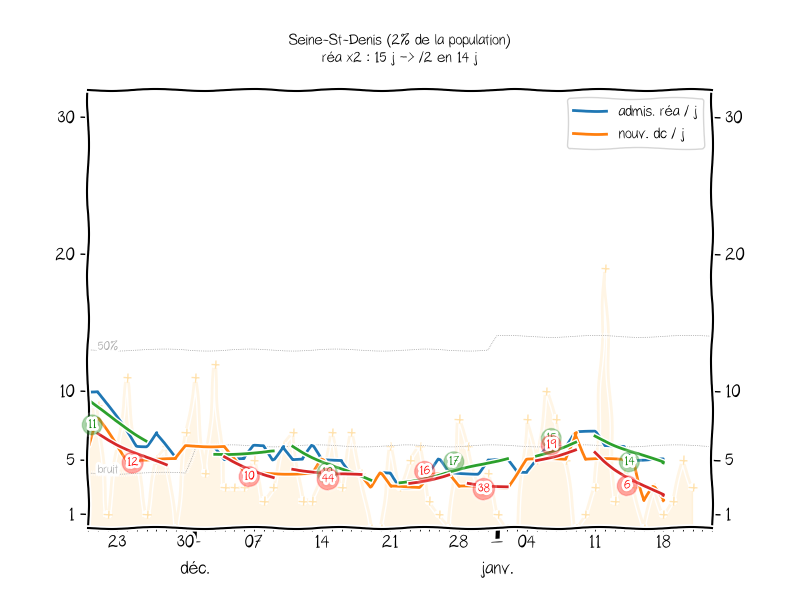 Seine-St-Denis (2% de la population)
réa x2 : 15 j -> /2 en 14 j
admis. réa / j
nouv. dc / j
30 30
20 20
50%
10 10
11
12
10
44
16
17
38
19
14
6
5 5
bruit
1 1
23 30 07 14 21 28 04 11 18
déc. janv.